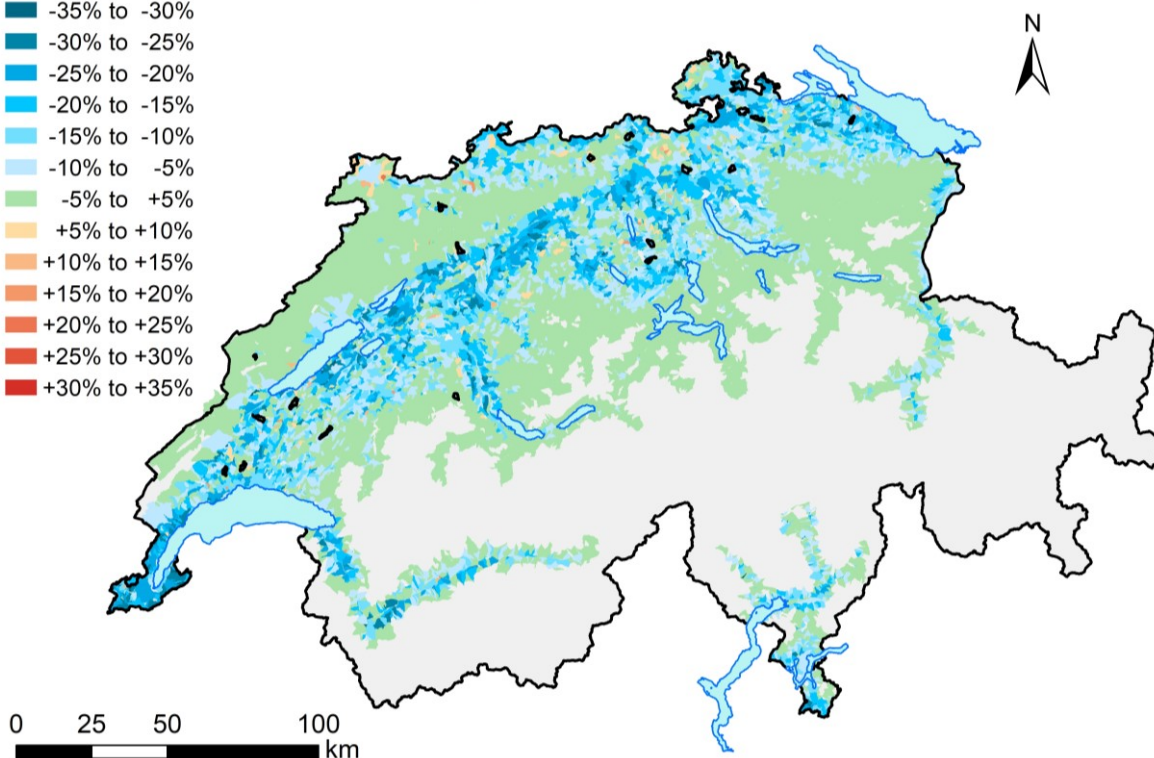 -35% to -30%
-30% to -25%
-25% to -20%
-20% to -15%
-15% to -10%
-10% to -5%
-5% to +5%
+5% to +10%
+10% to +15%
+15% to +20%
+20% to +25%
+25% to +30%
+30% to +35%
N
0 25 50 100
km